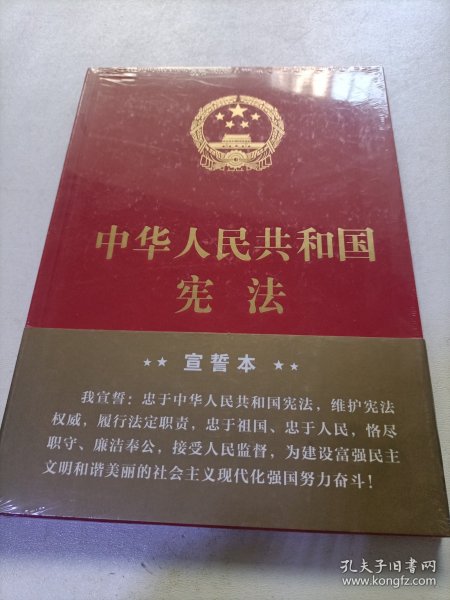 中华人民共和国
宪法
★★ 宣誓本 ★★
我宣誓：忠于中华人民共和国宪法，维护宪法
权威，履行法定职责，忠于祖国、忠于人民，恪尽
职守、廉洁奉公，接受人民监督，为建设富强民主
文明和谐美丽的社会主义现代化强国努力奋斗！
孔夫子旧书网
www.kongfz.com